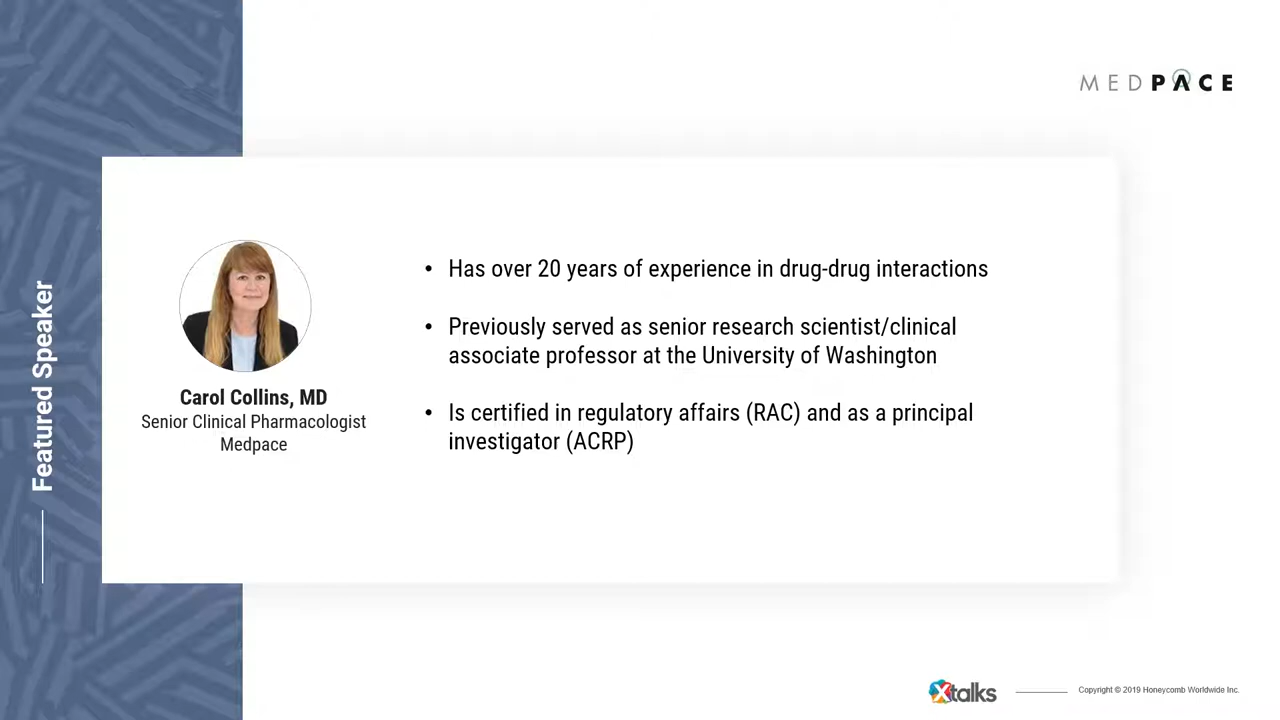 MEDPACE
Featured Speaker
Carol Collins, MD
Senior Clinical Pharmacologist
Medpace
• Has over 20 years of experience in drug-drug interactions
• Previously served as senior research scientist/clinical
associate professor at the University of Washington
• Is certified in regulatory affairs (RAC) and as a principal
investigator (ACRP)
Xtalks
Copyright © 2019 Honeycomb Worldwide Inc.